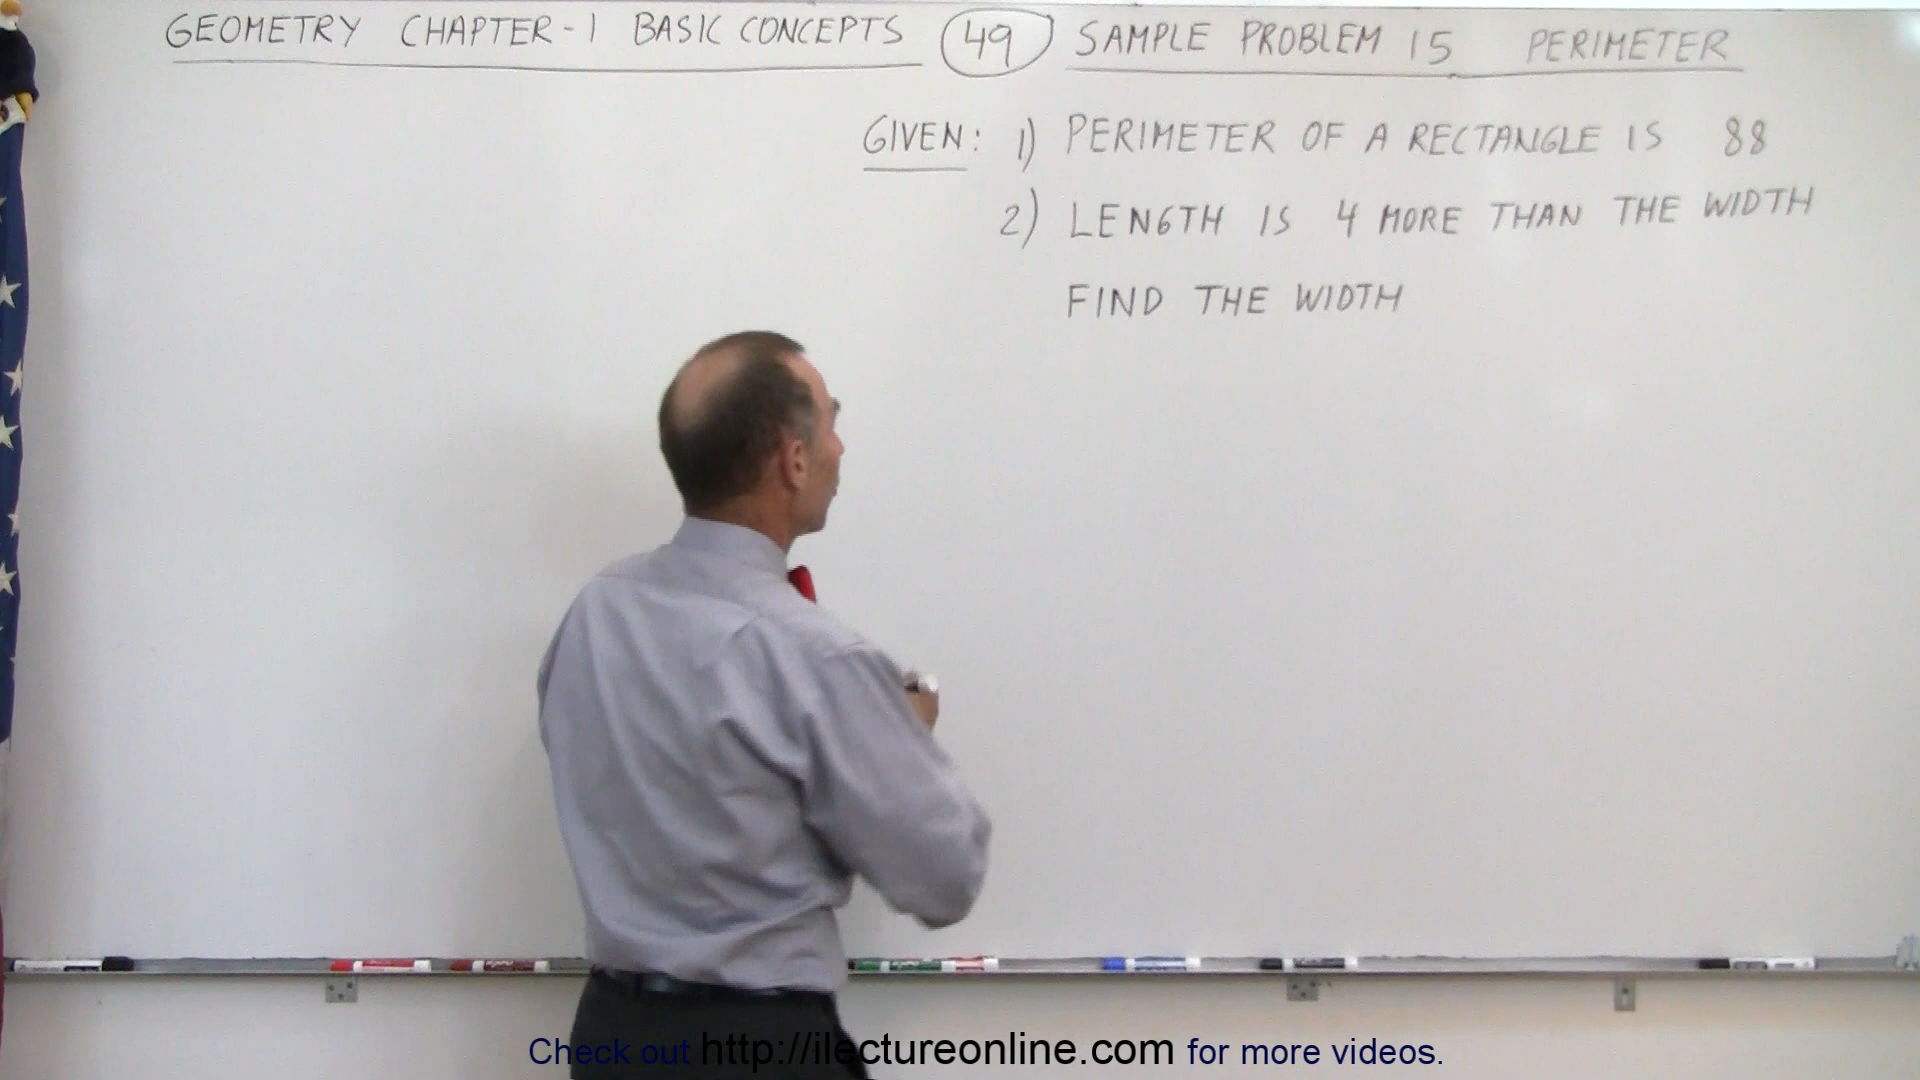 GEOMETRY CHAPTER-1 BASIC CONCEPTS 49 SAMPLE PROBLEM 15 PERIMETER
GIVEN: 1) PERIMETER OF A RECTANGLE IS 88
2) LENGTH IS 4 MORE THAN THE WIDTH
FIND THE WIDTH
Check out http://ilectureonline.com for more videos.